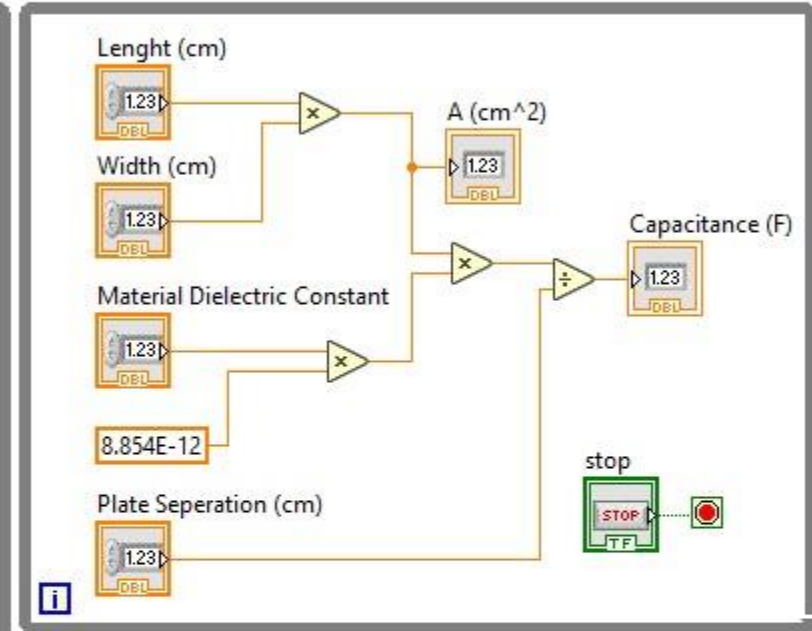 Lenght (cm)
1.23
DBL
A (cm^2)
1.23
DBL
Width (cm)
1.23
DBL
Capacitance (F)
1.23
DBL
Material Dielectric Constant
1.23
DBL
8.854E-12
stop
STOP
TF
Plate Seperation (cm)
1.23
DBL
i